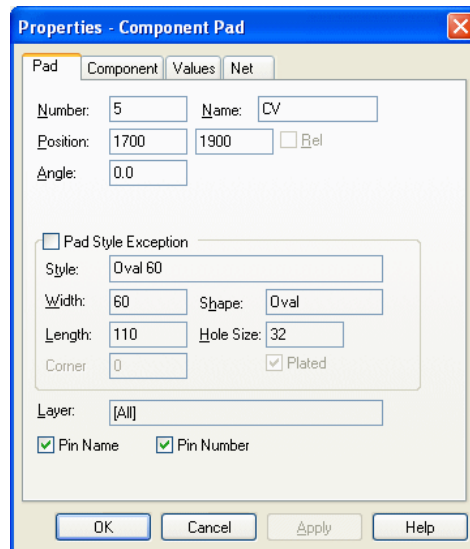 Properties - Component Pad
Pad Component Values Net
Number: 5 Name: CV
Position: 1700 1900 Rel
Angle: 0.0
Pad Style Exception
Style: Oval 60
Width: 60 Shape: Oval
Length: 110 Hole Size: 32
Corner 0 Plated
Layer: [All]
Pin Name Pin Number
OK Cancel Apply Help